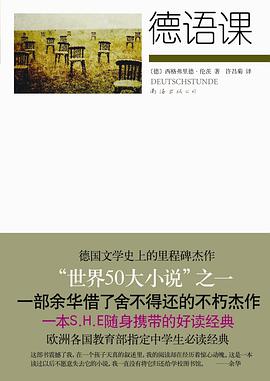 德语课
〔德〕西格弗里德·伦茨 著 许昌菊 译
DEUTSCHSTUNDE
南海出版公司
德国文学史上的里程碑杰作
“世界50大小说”之一
一部余华借了舍不得还的不朽杰作
一本S.H.E随身携带的好读经典
欧洲各国教育部指定中学生必读经典
这部书震撼了我，在一个孩子天真的叙述里，我的阅读却在经历着惊心动魄。这是一本
读过以后不愿意失去它的小说，我一直没有将它归还给学校图书馆。 ——余华